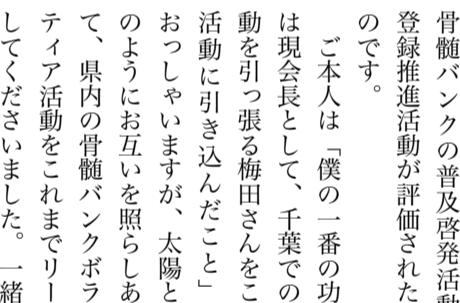 骨髄バンクの普及啓発活動
登録推進活動が評価された
のです。
ご本人は「僕の一番の功
は現会長として、千葉での
動を引っ張る梅田さんをこ
活動に引き込んだこと」
おっしゃいますが、太陽と
のようにお互いを照らしあ
て、県内の骨髄バンクボラ
ティア活動をこれまでリー
してくださいました。一緒